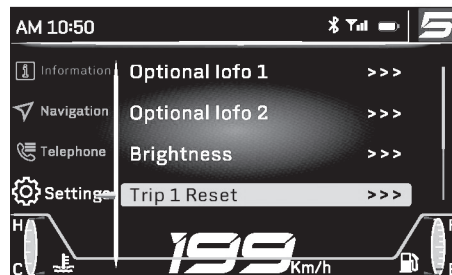 AM 10:50
5
Information
Optional Iofo 1 >>>
Navigation
Optional Iofo 2 >>>
Telephone
Brightness >>>
Settings
Trip 1 Reset >>>
H
F
199 Km/h
C
E